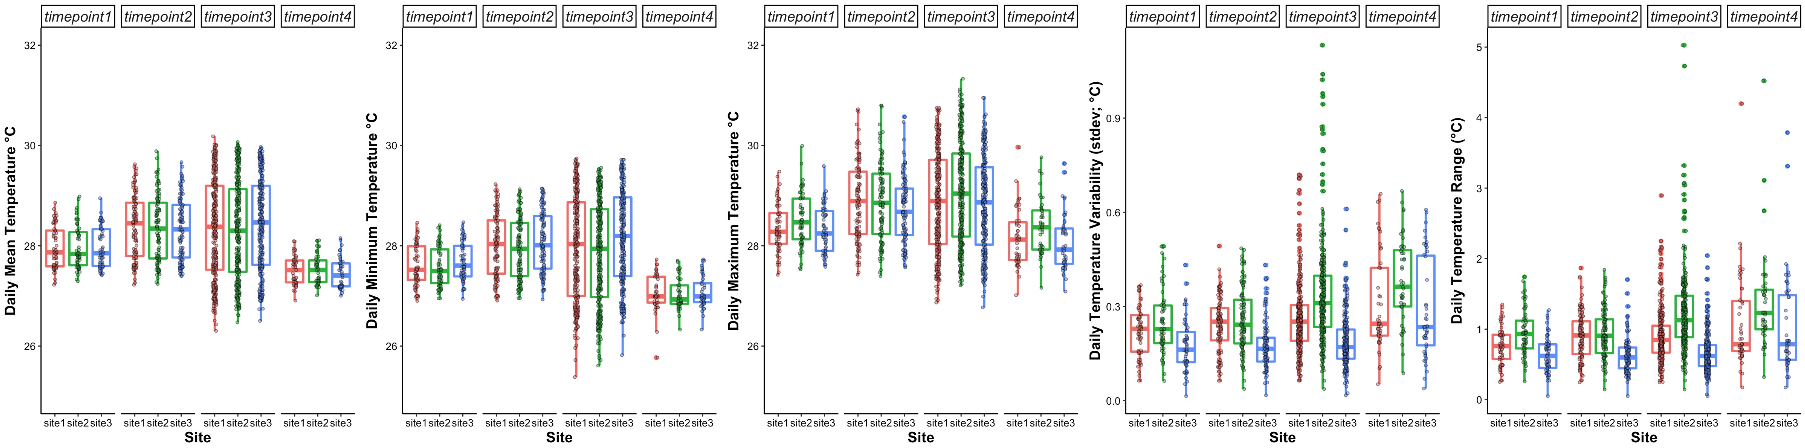 timepoint1 timepoint2 timepoint3 timepoint4
Daily Mean Temperature °C
32
30
28
26
site1 site2 site3 site1 site2 site3 site1 site2 site3 site1 site2 site3
Site
timepoint1 timepoint2 timepoint3 timepoint4
Daily Minimum Temperature °C
32
30
28
26
site1 site2 site3 site1 site2 site3 site1 site2 site3 site1 site2 site3
Site
timepoint1 timepoint2 timepoint3 timepoint4
Daily Maximum Temperature °C
32
30
28
26
site1 site2 site3 site1 site2 site3 site1 site2 site3 site1 site2 site3
Site
timepoint1 timepoint2 timepoint3 timepoint4
Daily Temperature Variability (stdev; °C)
0.9
0.6
0.3
0.0
site1 site2 site3 site1 site2 site3 site1 site2 site3 site1 site2 site3
Site
timepoint1 timepoint2 timepoint3 timepoint4
Daily Temperature Range (°C)
5
4
3
2
1
0
site1 site2 site3 site1 site2 site3 site1 site2 site3 site1 site2 site3
Site